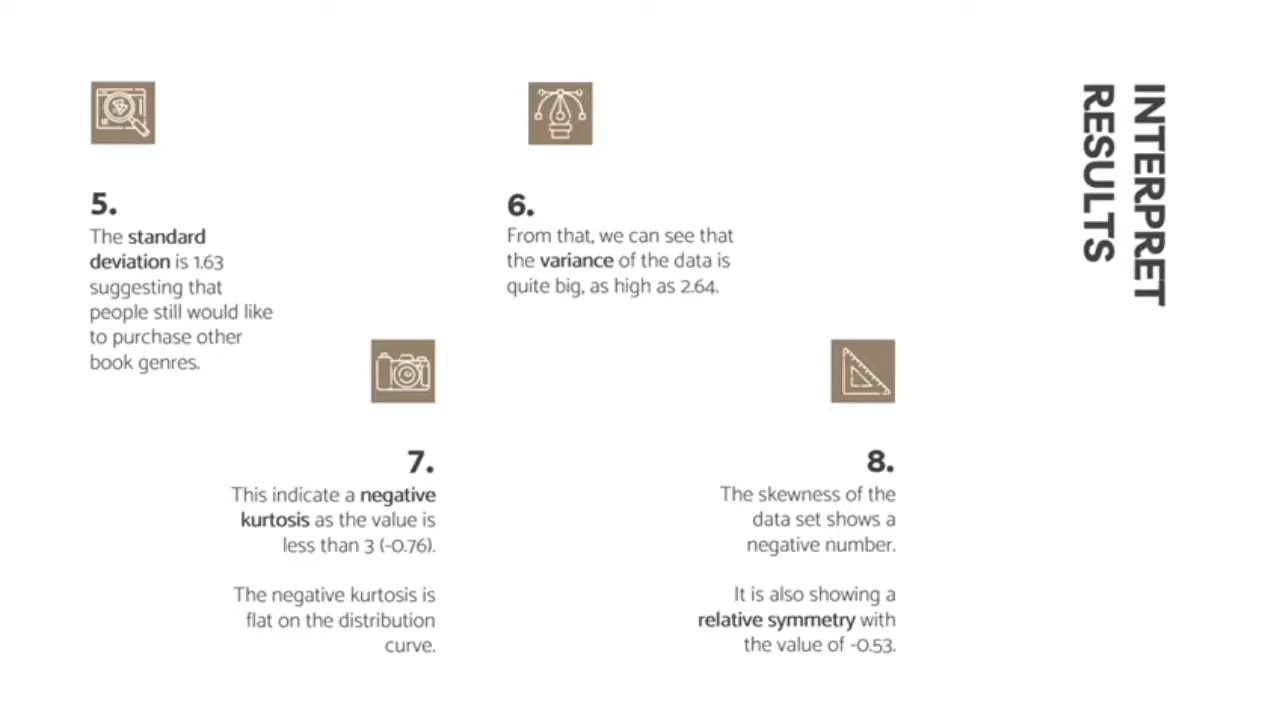 INTERPRET
RESULTS
5.
The standard
deviation is 1.63
suggesting that
people still would like
to purchase other
book genres.
6.
From that, we can see that
the variance of the data is
quite big, as high as 2.64.
7.
This indicate a negative
kurtosis as the value is
less than 3 (-0.76).
The negative kurtosis is
flat on the distribution
curve.
8.
The skewness of the
data set shows a
negative number.
It is also showing a
relative symmetry with
the value of -0.53.